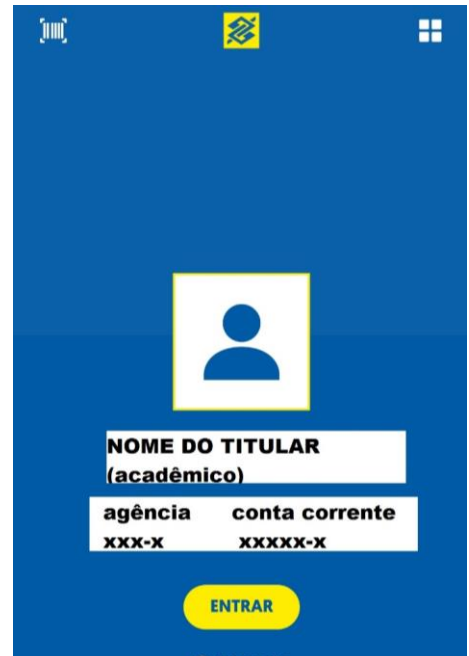 NOME DO TITULAR
(acadêmico)
agência conta corrente
xxx-x xxxxx-x
ENTRAR